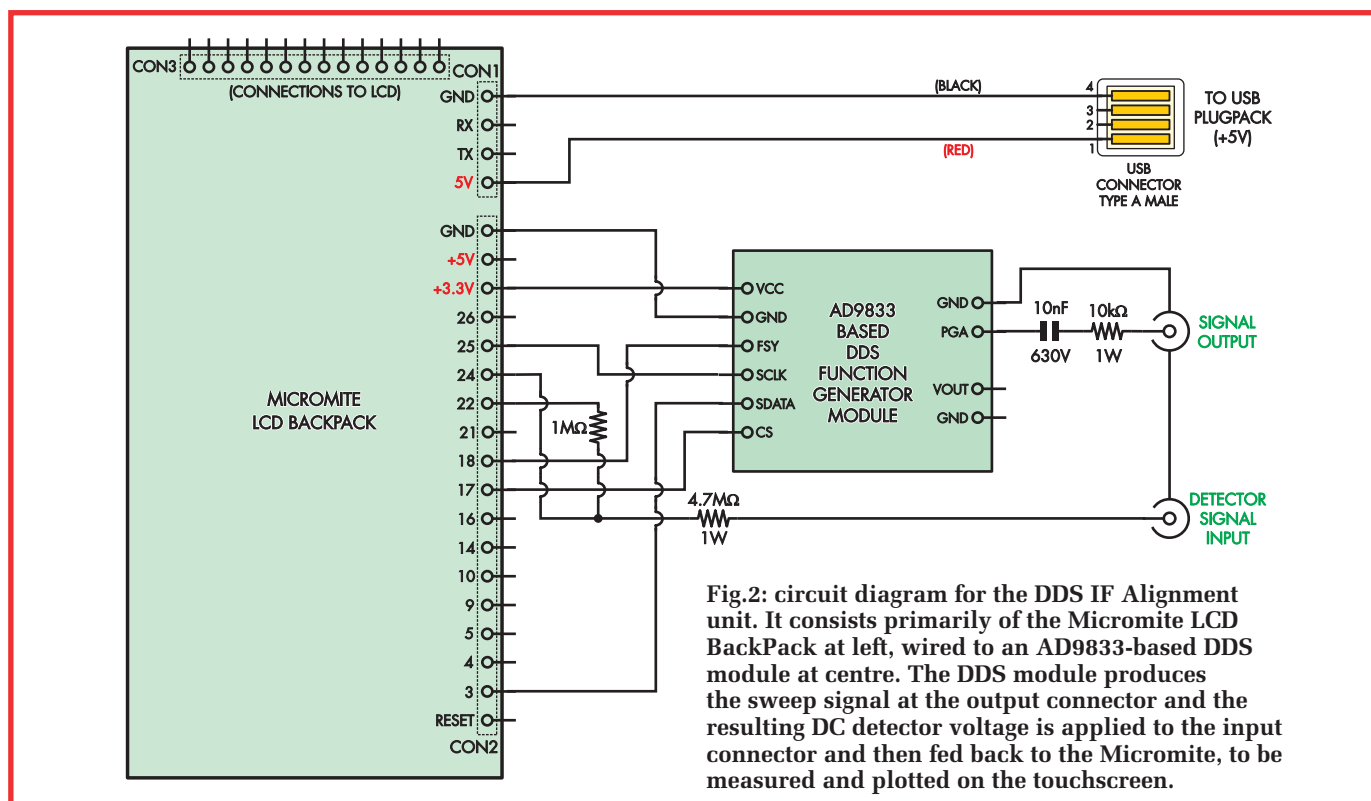 CON3
(CONNECTIONS TO LCD)
CON1
GND
RX
TX
5V
GND
+5V
+3.3V
26
25
24
22
21
18
17
16
14
10
9
5
4
3
RESET
CON2
MICROMITE
LCD BACKPACK
(BLACK)
(RED)
4
3
2
1
USB
CONNECTOR
TYPE A MALE
TO USB
PLUGPACK
(+5V)
1MΩ
4.7MΩ
1W
VCC
GND
FSY
SCLK
SDATA
CS
AD9833
BASED
DDS
FUNCTION
GENERATOR
MODULE
GND
PGA
VOUT
GND
10nF
630V
10kΩ
1W
SIGNAL
OUTPUT
DETECTOR
SIGNAL
INPUT
Fig.2: circuit diagram for the DDS IF Alignment
unit. It consists primarily of the Micromite LCD
BackPack at left, wired to an AD9833-based DDS
module at centre. The DDS module produces
the sweep signal at the output connector and the
resulting DC detector voltage is applied to the input
connector and then fed back to the Micromite, to be
measured and plotted on the touchscreen.